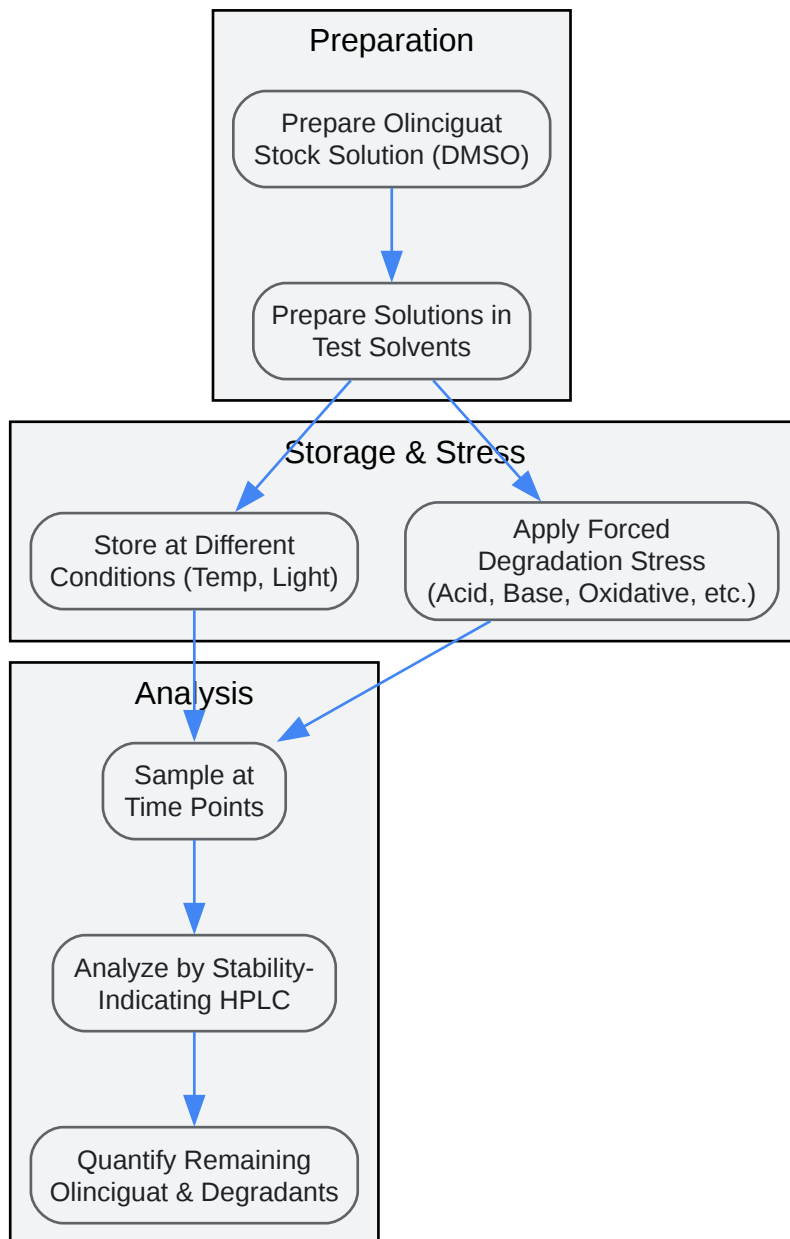 Preparation
Prepare Olinciguat
Stock Solution (DMSO)
Prepare Solutions in
Test Solvents
Storage & Stress
Store at Different
Conditions (Temp, Light)
Apply Forced
Degradation Stress
(Acid, Base, Oxidative, etc.)
Analysis
Sample at
Time Points
Analyze by Stability-
Indicating HPLC
Quantify Remaining
Olinciguat & Degradants